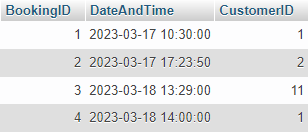 BookingID DateAndTime CustomerID
1 2023-03-17 10:30:00 1
2 2023-03-17 17:23:50 2
3 2023-03-18 13:29:00 11
4 2023-03-18 14:00:00 1